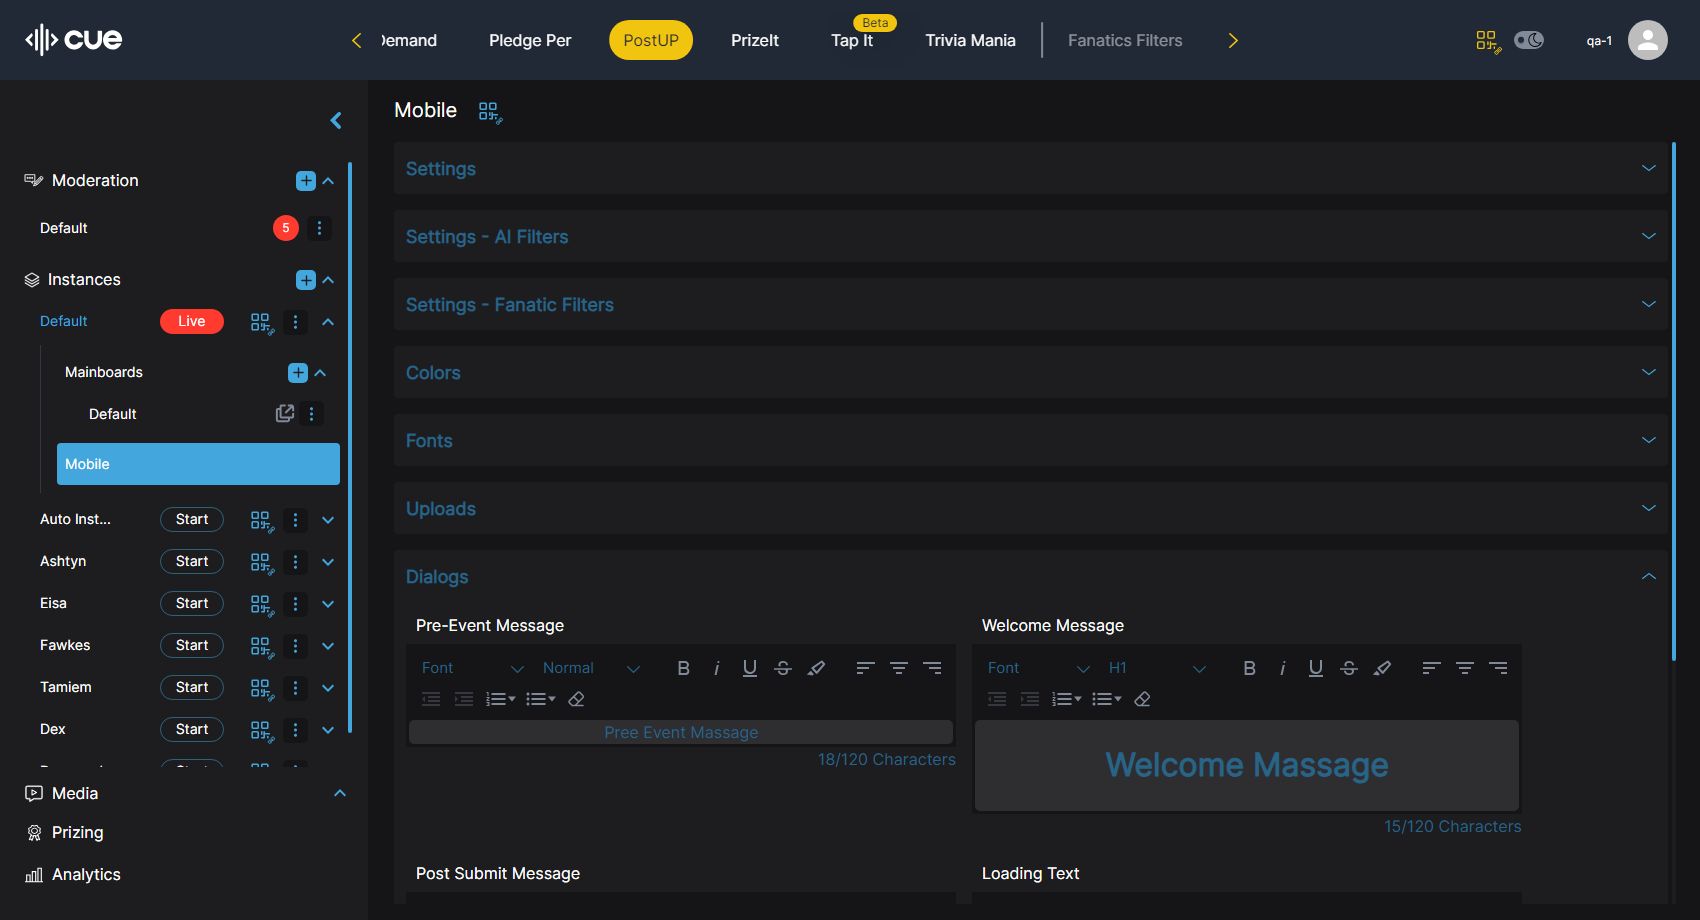 cue
Demand
Pledge Per
PostUP
PrizeIt
Beta
Tap It
Trivia Mania
Fanatics Filters
qa-1
Moderation
Default
5
Instances
Default
Live
Mainboards
Default
Mobile
Auto Inst...
Start
Ashtyn
Start
Eisa
Start
Fawkes
Start
Tamiem
Start
Dex
Start
Media
Prizing
Analytics
Mobile
Settings
Settings - AI Filters
Settings - Fanatic Filters
Colors
Fonts
Uploads
Dialogs
Pre-Event Message
Font
Normal
Pree Event Massage
18/120 Characters
Welcome Message
Font
H1
Welcome Massage
15/120 Characters
Post Submit Message
Loading Text